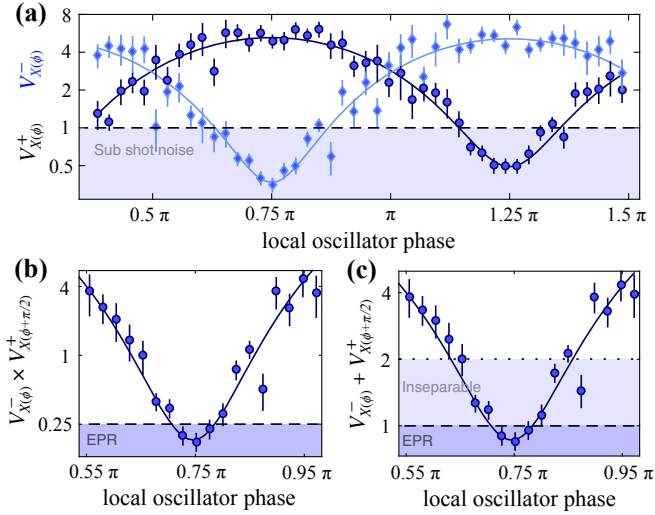 (a)
8
4
2
1
0.5
V⁻X(ϕ)
V⁺X(ϕ)
Sub shot noise
0.5 π
0.75 π
π
1.25 π
1.5 π
local oscillator phase
(b)
4
1
0.25
V⁻X(ϕ) × V⁺X(ϕ+π/2)
EPR
0.55 π
0.75 π
0.95 π
local oscillator phase
(c)
4
2
1
V⁻X(ϕ) + V⁺X(ϕ+π/2)
Inseparable
EPR
0.55 π
0.75 π
0.95 π
local oscillator phase